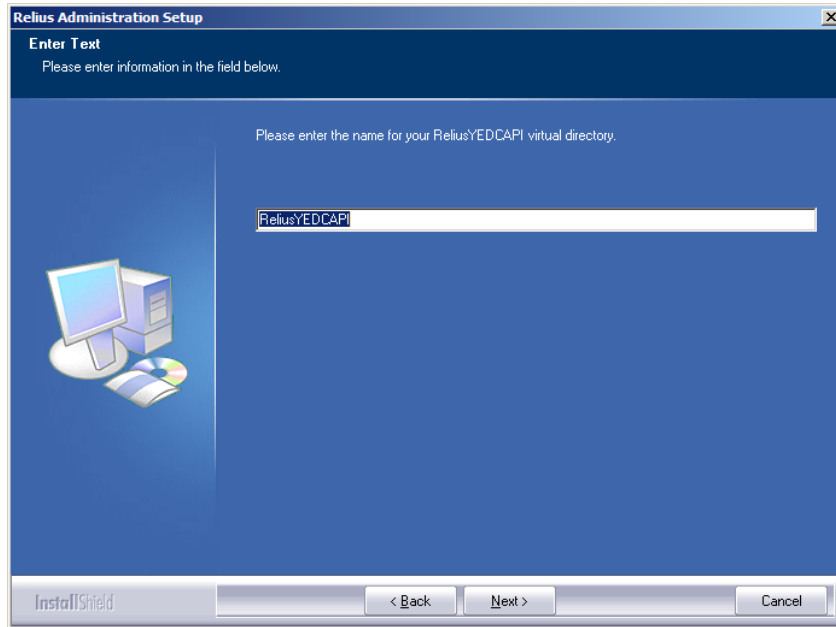 Relius Administration Setup
Enter Text
Please enter information in the field below.
Please enter the name for your ReliusYEDCAPI virtual directory.
ReliusYEDCAPI
InstallShield
< Back
Next >
Cancel